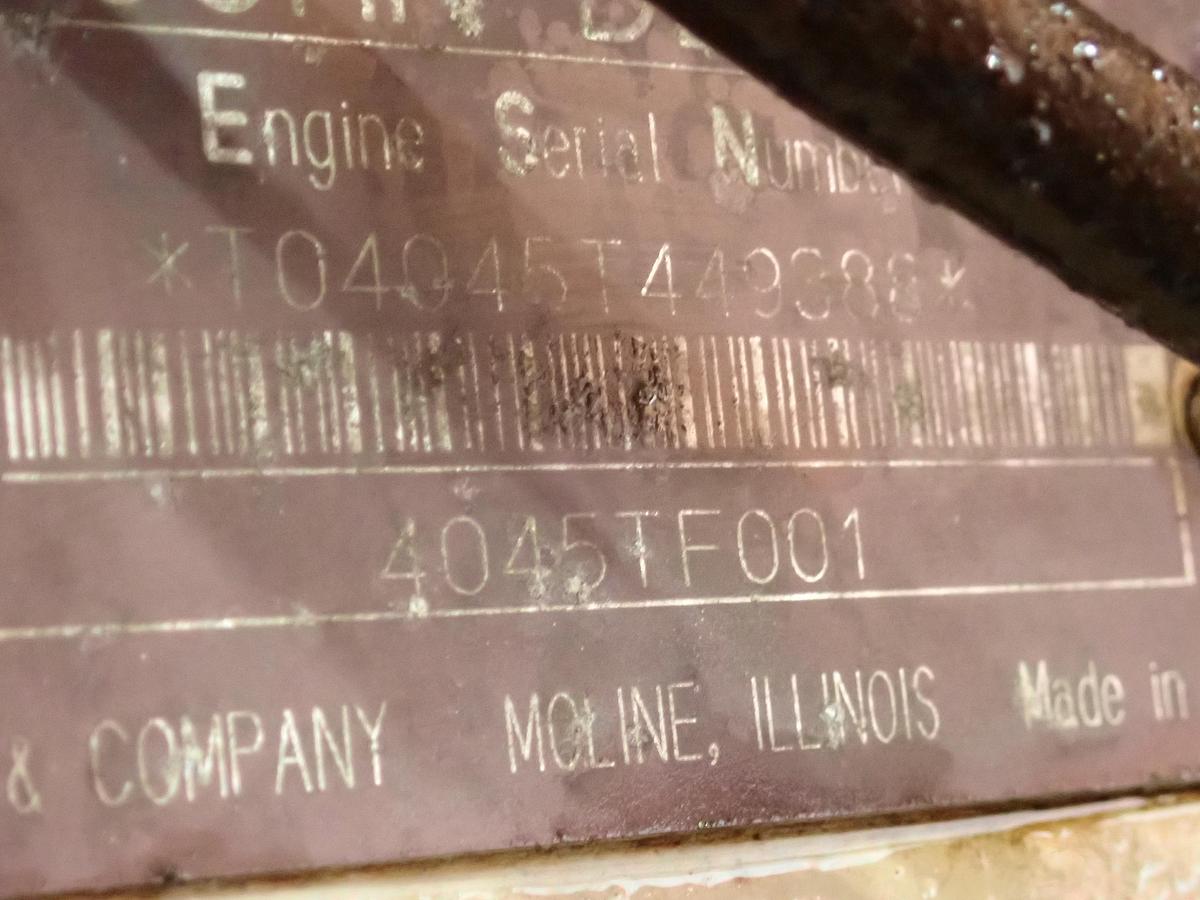 Engine Serial Number
*T04045T449388*
4045TF001
& COMPANY MOLINE, ILLINOIS Made in